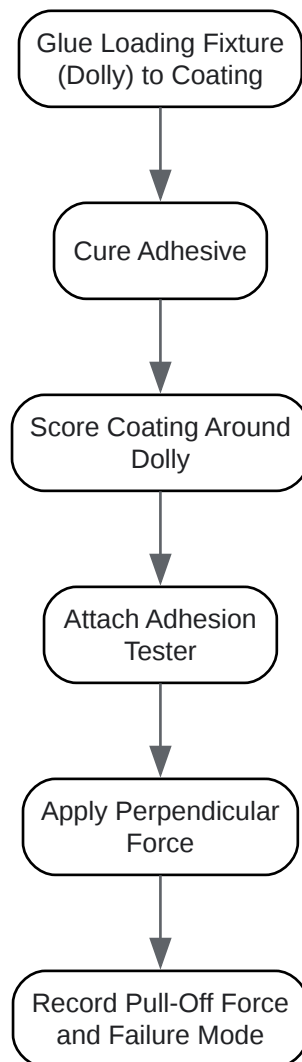 Glue Loading Fixture
(Dolly) to Coating
Cure Adhesive
Score Coating Around
Dolly
Attach Adhesion
Tester
Apply Perpendicular
Force
Record Pull-Off Force
and Failure Mode